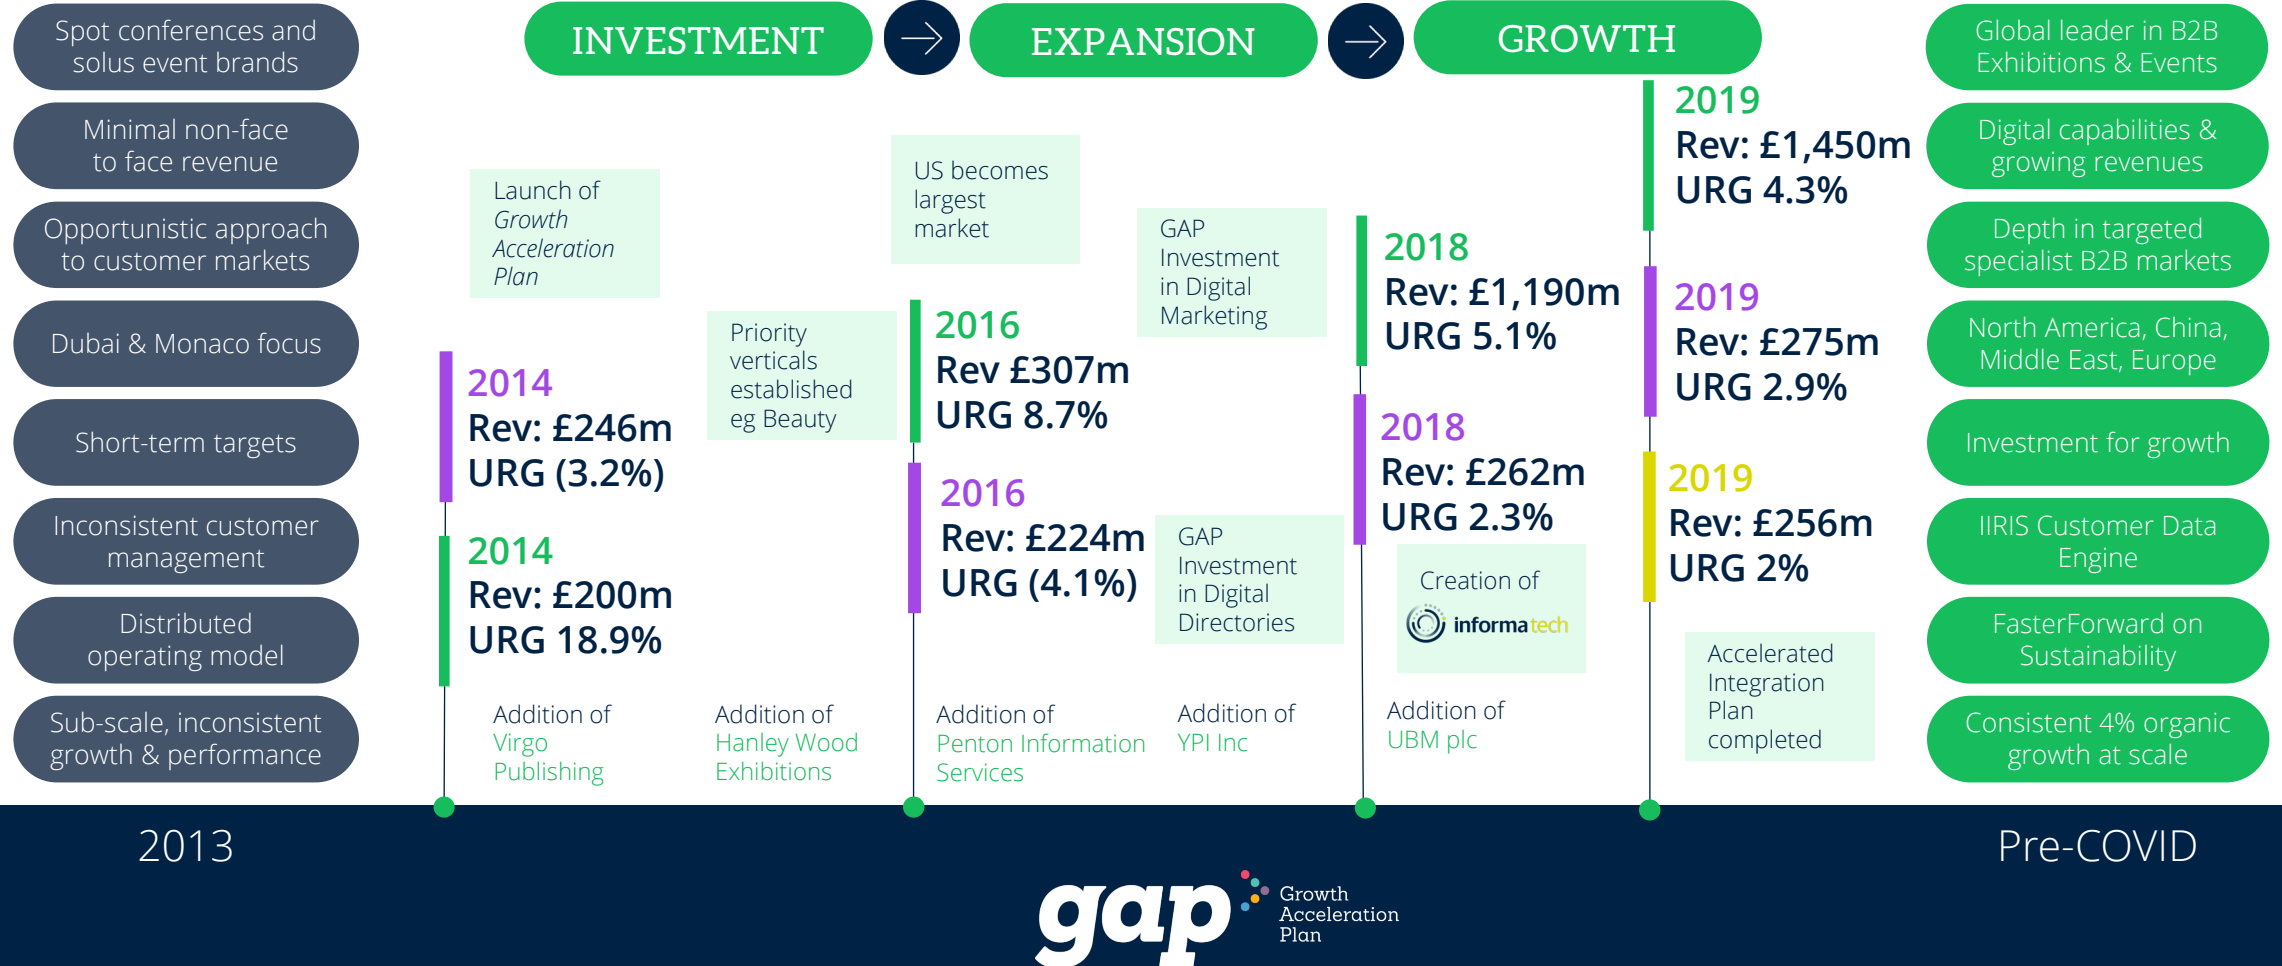 Spot conferences and
solus event brands
Minimal non-face
to face revenue
Opportunistic approach
to customer markets
Dubai & Monaco focus
Short-term targets
Inconsistent customer
management
Distributed
operating model
Sub-scale, inconsistent
growth & performance
2013
INVESTMENT
EXPANSION
GROWTH
Launch of
Growth
Acceleration
Plan
2014
Rev: £246m
URG (3.2%)
2014
Rev: £200m
URG 18.9%
Addition of
Virgo
Publishing
Priority
verticals
established
eg Beauty
Addition of
Hanley Wood
Exhibitions
US becomes
largest
market
2016
Rev £307m
URG 8.7%
2016
Rev: £224m
URG (4.1%)
Addition of
Penton Information
Services
GAP
Investment
in Digital
Marketing
GAP
Investment
in Digital
Directories
Addition of
YPI Inc
2018
Rev: £1,190m
URG 5.1%
2018
Rev: £262m
URG 2.3%
Creation of
informa tech
Addition of
UBM plc
2019
Rev: £1,450m
URG 4.3%
2019
Rev: £275m
URG 2.9%
2019
Rev: £256m
URG 2%
Accelerated
Integration
Plan
completed
Global leader in B2B
Exhibitions & Events
Digital capabilities &
growing revenues
Depth in targeted
specialist B2B markets
North America, China,
Middle East, Europe
Investment for growth
IIRIS Customer Data
Engine
FasterForward on
Sustainability
Consistent 4% organic
growth at scale
Pre-COVID
gap
Growth
Acceleration
Plan